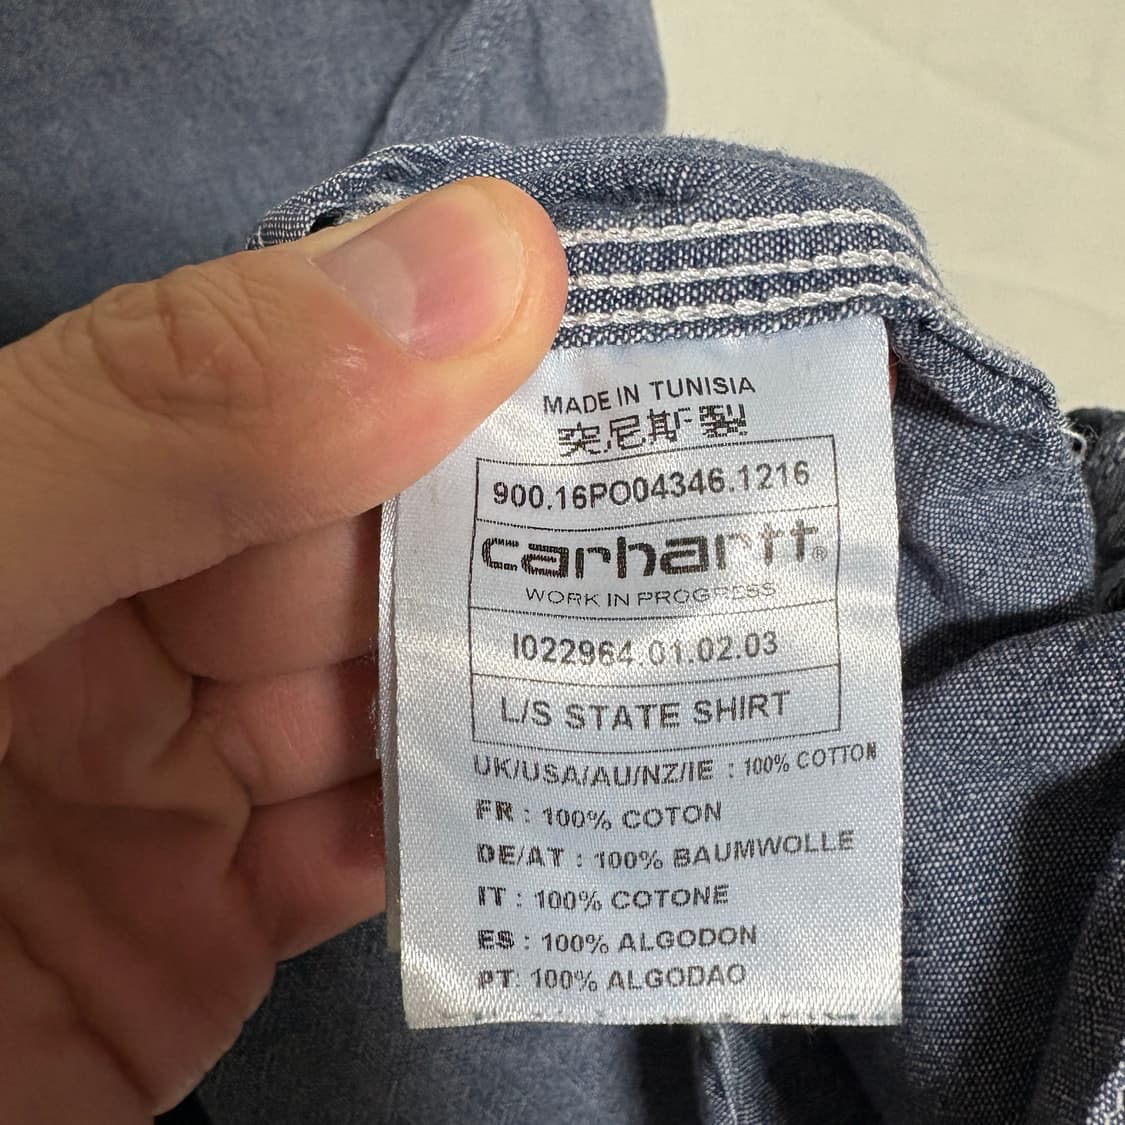 MADE IN TUNISIA
突尼斯製
900.16PO04346.1216
carhartt®
WORK IN PROGRESS
I022964.01.02.03
L/S STATE SHIRT
UK/USA/AU/NZ/IE : 100% COTTON
FR : 100% COTON
DE/AT : 100% BAUMWOLLE
IT : 100% COTONE
ES : 100% ALGODON
PT: 100% ALGODAO